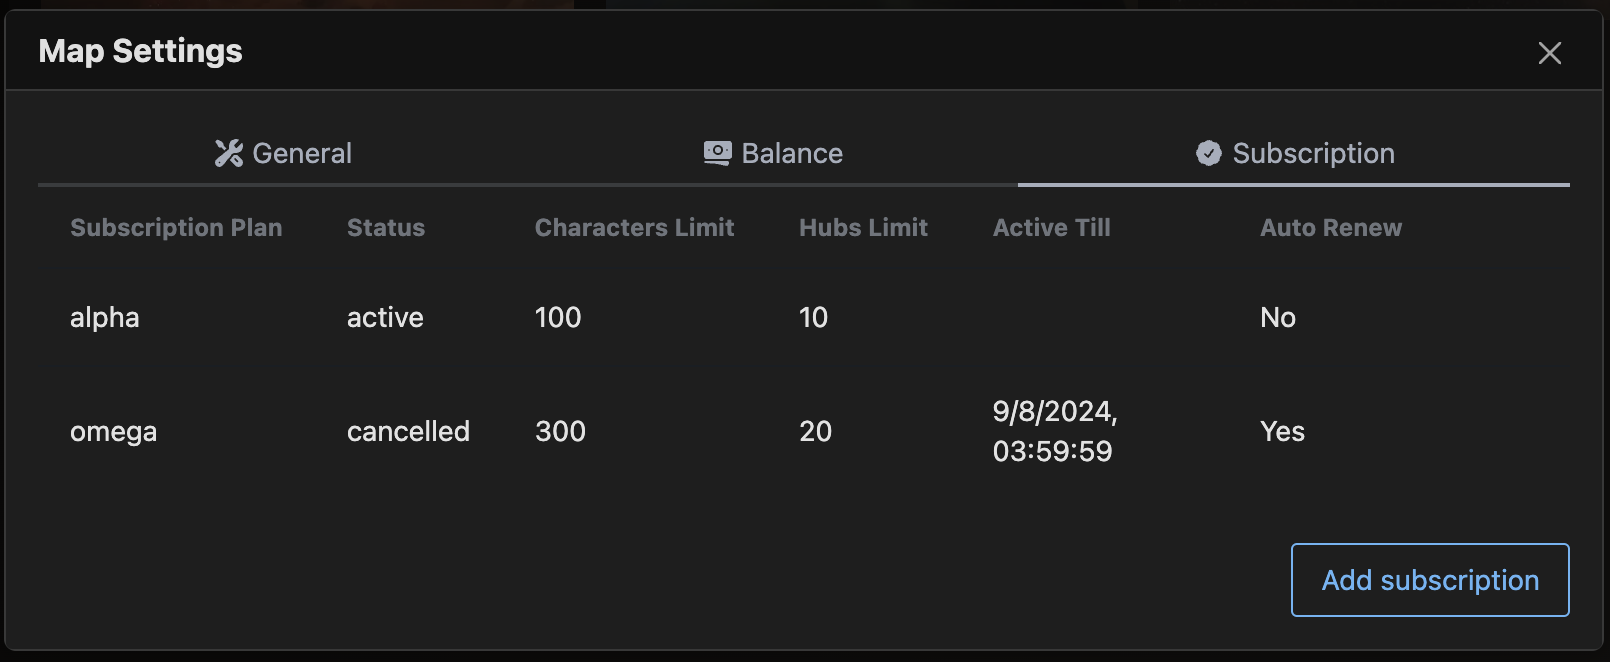 Map Settings
General Balance Subscription
Subscription Plan Status Characters Limit Hubs Limit Active Till Auto Renew
alpha active 100 10 No
omega cancelled 300 20 9/8/2024, Yes
03:59:59
Add subscription